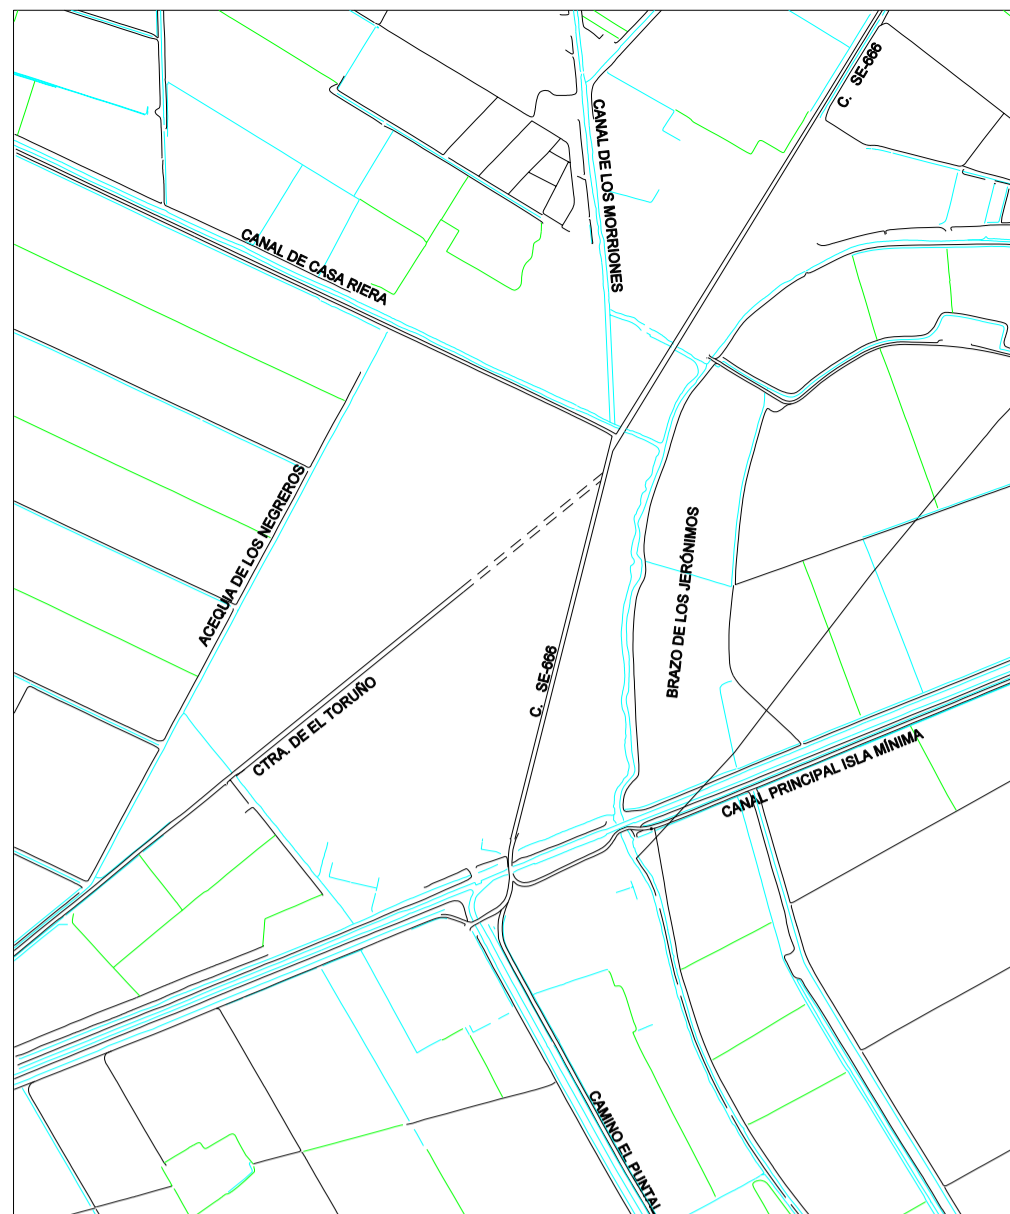 C. SE-666
CANAL DE LOS MORRIONES
CANAL DE CASA RIERA
ACEQUIA DE LOS NEGREROS
BRAZO DE LOS JERÓNIMOS
C. SE-666
CTRA. DE EL TORUÑO
CANAL PRINCIPAL ISLA MÍNIMA
CAMINO EL PUNTAL